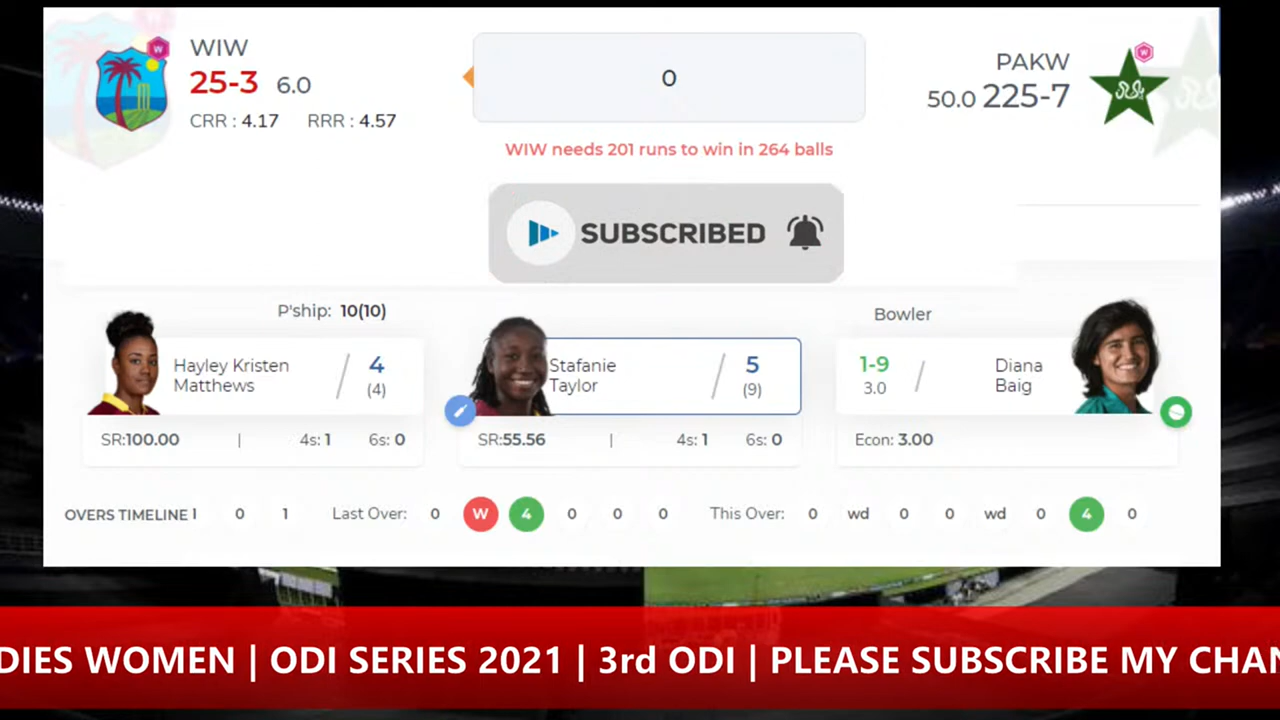 WIW
25-3 6.0
CRR : 4.17 RRR : 4.57
0
PAKW
50.0 225-7
WIW needs 201 runs to win in 264 balls
SUBSCRIBED
P'ship: 10(10)
Hayley Kristen
Matthews
4
(4)
SR:100.00 | 4s: 1 6s: 0
Stafanie
Taylor
5
(9)
SR:55.56 | 4s: 1 6s: 0
Bowler
1-9
3.0
Diana
Baig
Econ: 3.00
OVERS TIMELINE 1 0 1 Last Over: 0 W 4 0 0 0 This Over: 0 wd 0 0 wd 0 4 0
DIES WOMEN | ODI SERIES 2021 | 3rd ODI | PLEASE SUBSCRIBE MY CHAN